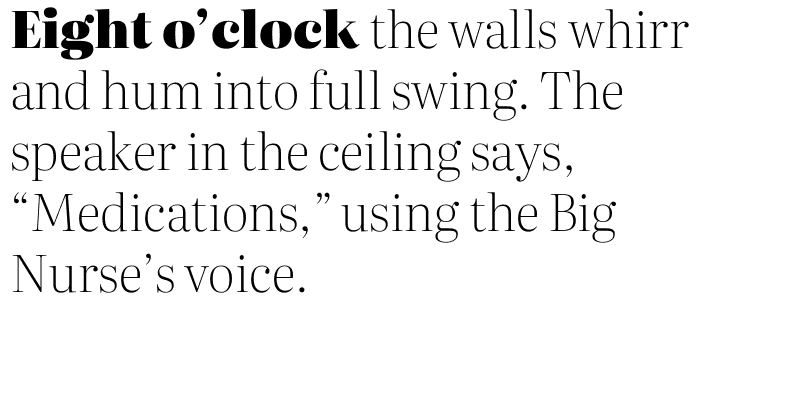 Eight o’clock the walls whirr
and hum into full swing. The
speaker in the ceiling says,
“Medications,” using the Big
Nurse’s voice.